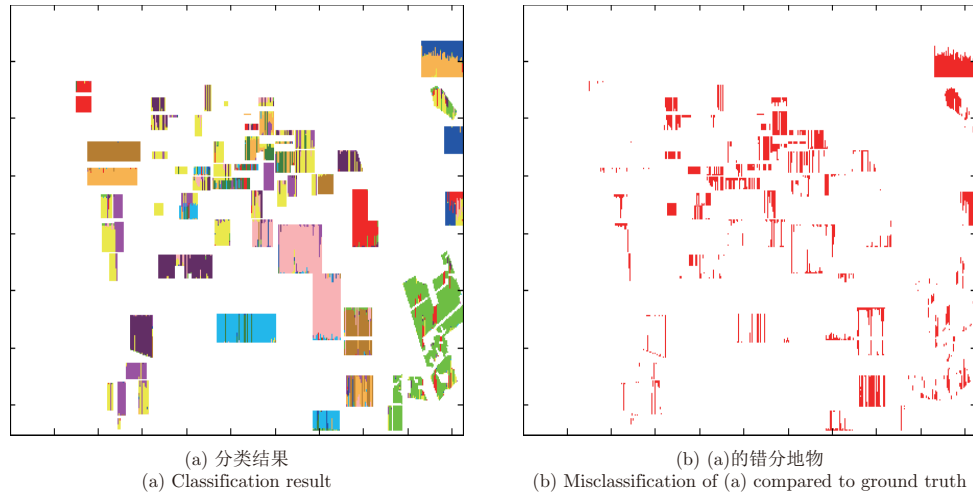 (a) 分类结果
(a) Classification result
(b) (a)的错分地物
(b) Misclassification of (a) compared to ground truth